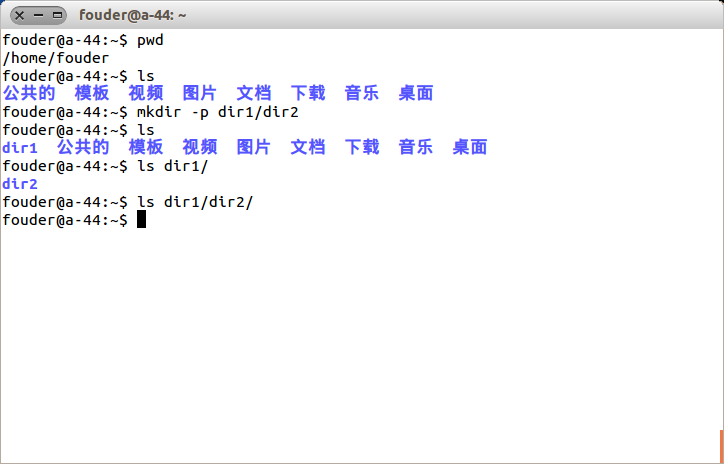 fouder@a-44: ~
fouder@a-44:~$ pwd
/home/fouder
fouder@a-44:~$ ls
公共的  模板  视频  图片  文档  下载  音乐  桌面
fouder@a-44:~$ mkdir -p dir1/dir2
fouder@a-44:~$ ls
dir1  公共的  模板  视频  图片  文档  下载  音乐  桌面
fouder@a-44:~$ ls dir1/
dir2
fouder@a-44:~$ ls dir1/dir2/
fouder@a-44:~$